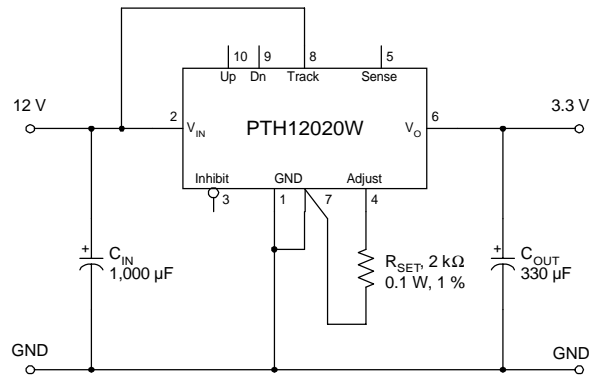 10 9 8 5
Up Dn Track Sense
12 V 2 6 3.3 V
V_IN PTH12020W V_O
Inhibit GND Adjust
3 1 7 4
+ C_IN
1,000 µF
R_SET, 2 kΩ
0.1 W, 1 %
+ C_OUT
330 µF
GND GND